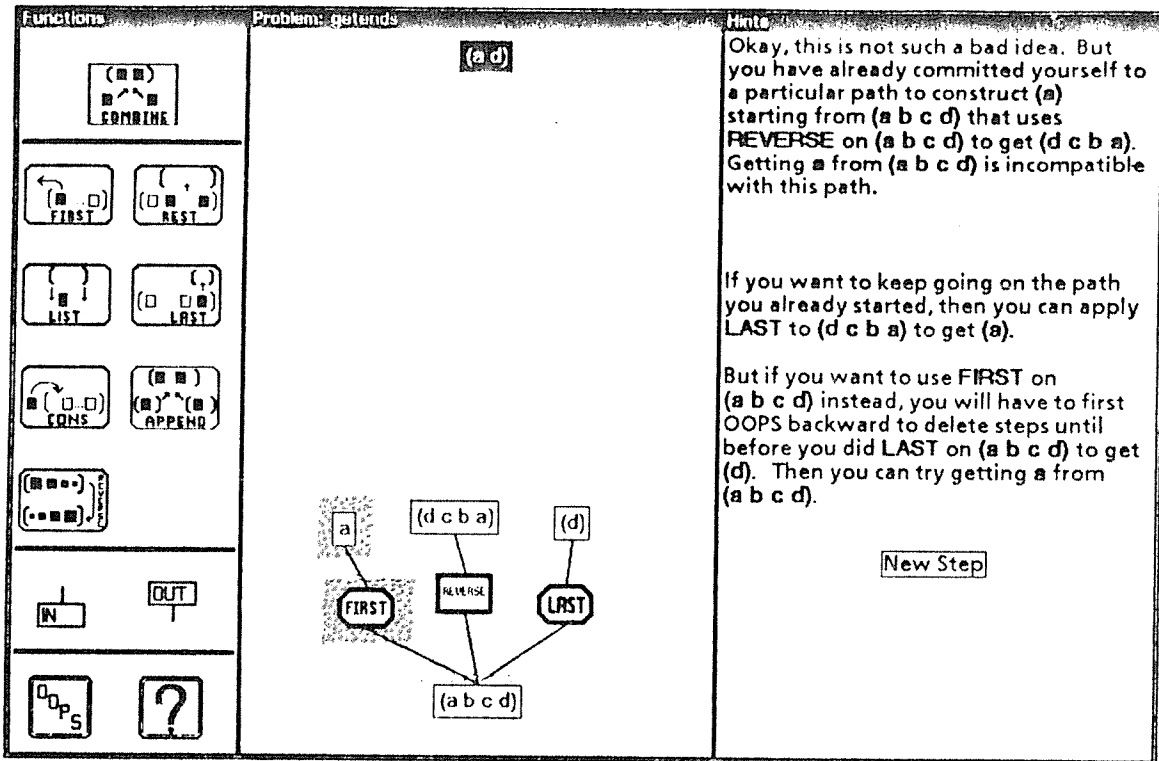 Functions
Problem: getends
Hints
COMBINE
FIRST
REST
LIST
LAST
CONS
APPEND
REVERSE
IN
OUT
OOPS
?
(a d)
a
(d c b a)
(d)
FIRST
REVERSE
LAST
(a b c d)
Okay, this is not such a bad idea. But
you have already committed yourself to
a particular path to construct (a)
starting from (a b c d) that uses
REVERSE on (a b c d) to get (d c b a).
Getting a from (a b c d) is incompatible
with this path.
If you want to keep going on the path
you already started, then you can apply
LAST to (d c b a) to get (a).
But if you want to use FIRST on
(a b c d) instead, you will have to first
OOPS backward to delete steps until
before you did LAST on (a b c d) to get
(d). Then you can try getting a from
(a b c d).
New Step